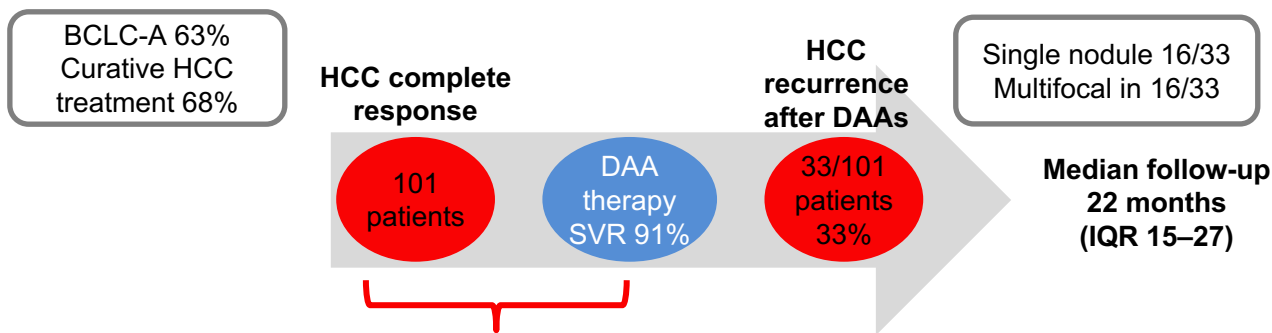 BCLC-A 63%
Curative HCC
treatment 68%
HCC complete
response
101
patients
DAA
therapy
SVR 91%
HCC
recurrence
after DAAs
33/101
patients
33%
Single nodule 16/33
Multifocal in 16/33
Median follow-up
22 months
(IQR 15–27)